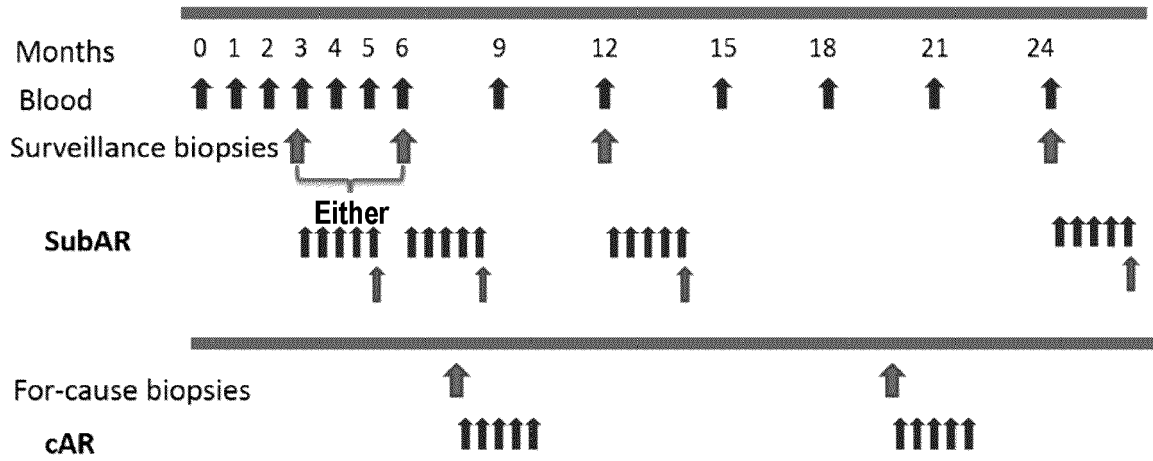 Months 0 1 2 3 4 5 6 9 12 15 18 21 24
Blood
Surveillance biopsies
Either
SubAR
For-cause biopsies
cAR